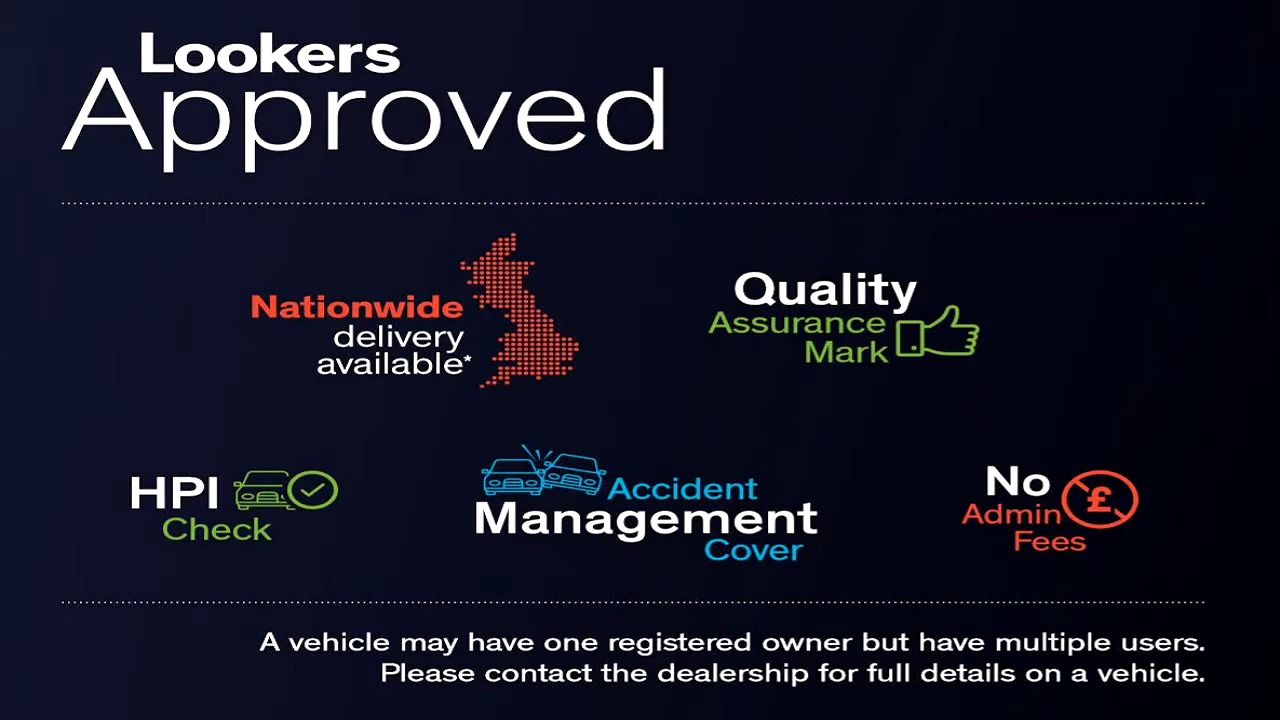 Lookers
Approved
Nationwide
delivery
available*
Quality
Assurance
Mark
HPI
Check
Accident
Management
Cover
No
Admin
Fees
£
A vehicle may have one registered owner but have multiple users.
Please contact the dealership for full details on a vehicle.